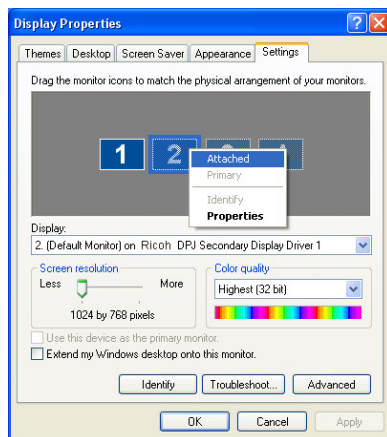 Display Properties
Themes Desktop Screen Saver Appearance Settings
Drag the monitor icons to match the physical arrangement of your monitors.
1 2 3 4
Attached
Primary
Identify
Properties
Display:
2. (Default Monitor) on Ricoh DPJ Secondary Display Driver 1
Screen resolution
Less More
1024 by 768 pixels
Color quality
Highest (32 bit)
Use this device as the primary monitor.
Extend my Windows desktop onto this monitor.
Identify Troubleshoot... Advanced
OK Cancel Apply